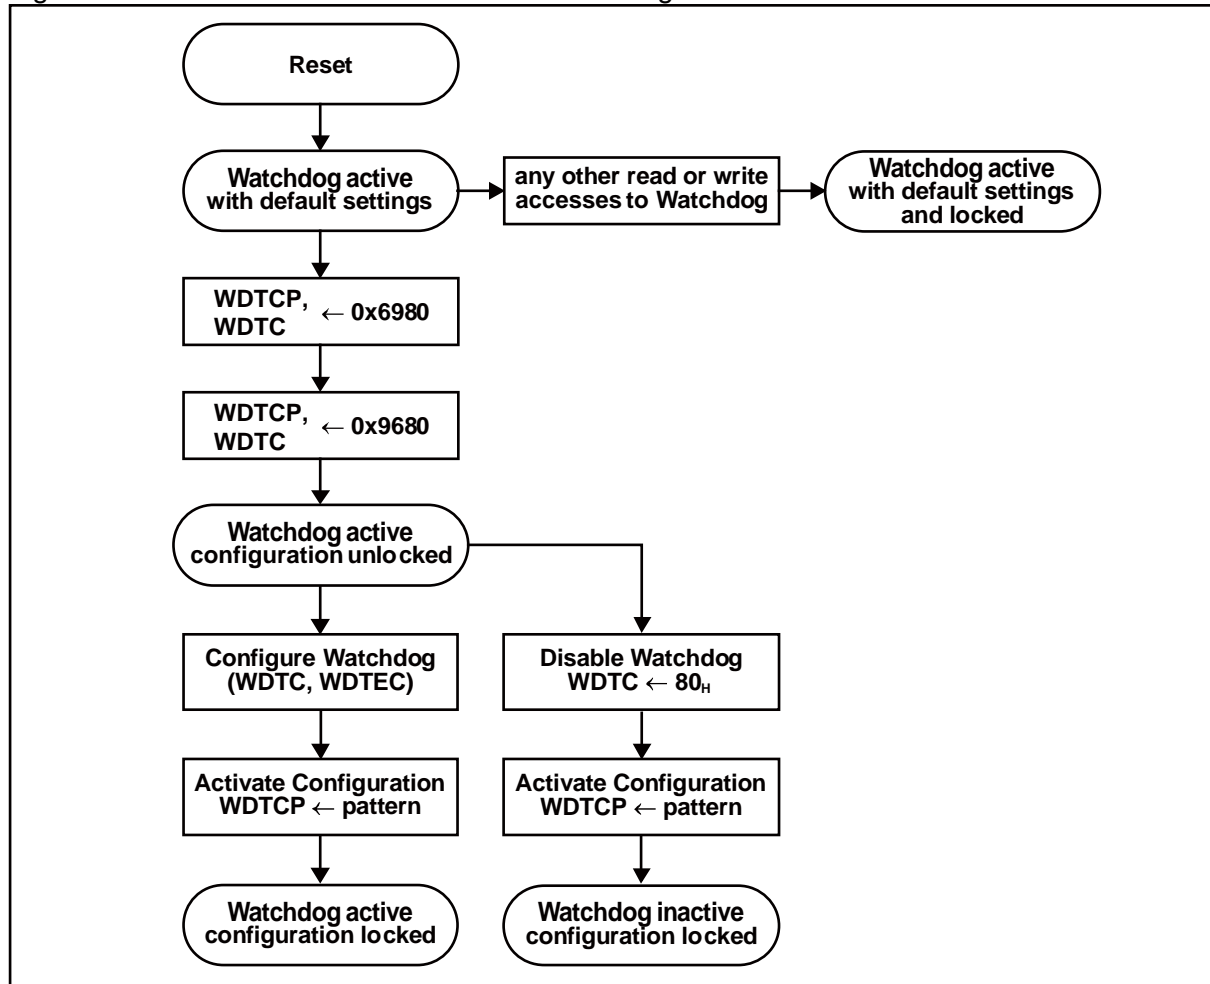 Reset
Watchdog active
with default settings
any other read or write
accesses to Watchdog
Watchdog active
with default settings
and locked
WDTCP,
WDTC
← 0x6980
WDTCP,
WDTC
← 0x9680
Watchdog active
configuration unlocked
Configure Watchdog
(WDTC, WDTEC)
Disable Watchdog
WDTC ← 80H
Activate Configuration
WDTCP ← pattern
Activate Configuration
WDTCP ← pattern
Watchdog active
configuration locked
Watchdog inactive
configuration locked